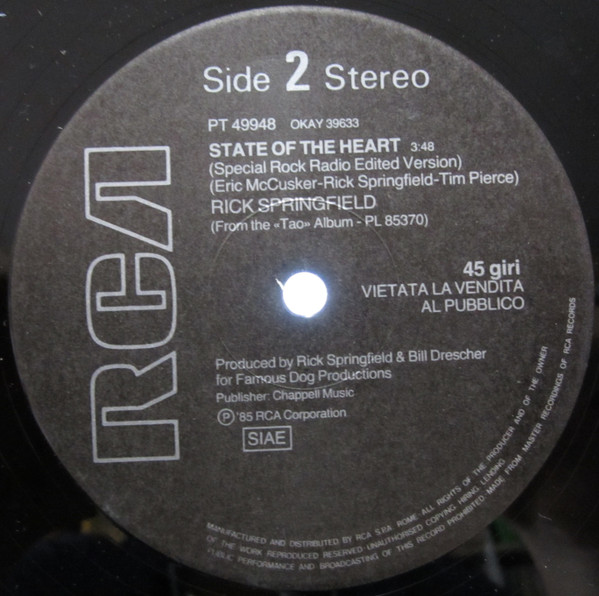 Side 2 Stereo
PT 49948 OKAY 39633
STATE OF THE HEART 3:48
(Special Rock Radio Edited Version)
(Eric McCusker-Rick Springfield-Tim Pierce)
RICK SPRINGFIELD
(From the «Tao» Album - PL 85370)
RCA
45 giri
VIETATA LA VENDITA
AL PUBBLICO
Produced by Rick Springfield & Bill Drescher
for Famous Dog Productions
Publisher: Chappell Music
Ⓟ '85 RCA Corporation
SIAE
MANUFACTURED AND DISTRIBUTED BY RCA S.P.A. ROME. ALL RIGHTS OF THE PRODUCER AND OF THE OWNER
OF THE WORK REPRODUCED RESERVED UNAUTHORISED COPYING, HIRING, LENDING
PUBLIC PERFORMANCE AND BROADCASTING OF THIS RECORD PROHIBITED. MADE FROM MASTER RECORDINGS OF RCA RECORDS